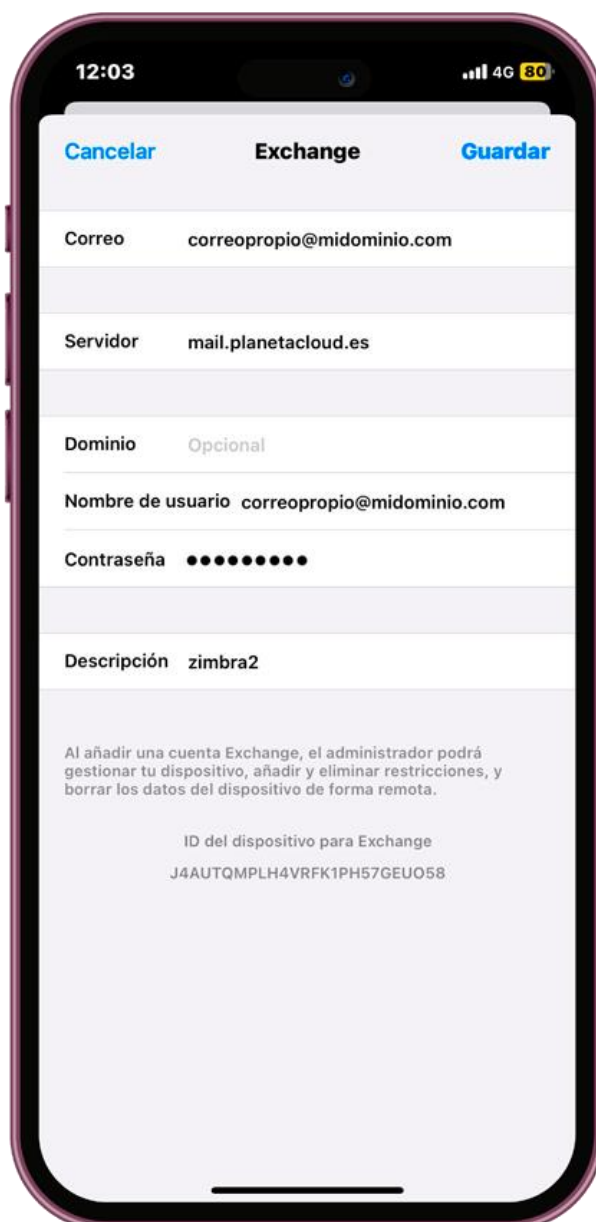 12:03 4G 80
Cancelar Exchange Guardar
Correo correopropio@midominio.com
Servidor mail.planetacloud.es
Dominio Opcional
Nombre de usuario correopropio@midominio.com
Contraseña ●●●●●●●●●
Descripción zimbra2
Al añadir una cuenta Exchange, el administrador podrá
gestionar tu dispositivo, añadir y eliminar restricciones, y
borrar los datos del dispositivo de forma remota.
ID del dispositivo para Exchange
J4AUTQMPLH4VRFK1PH57GEUO58